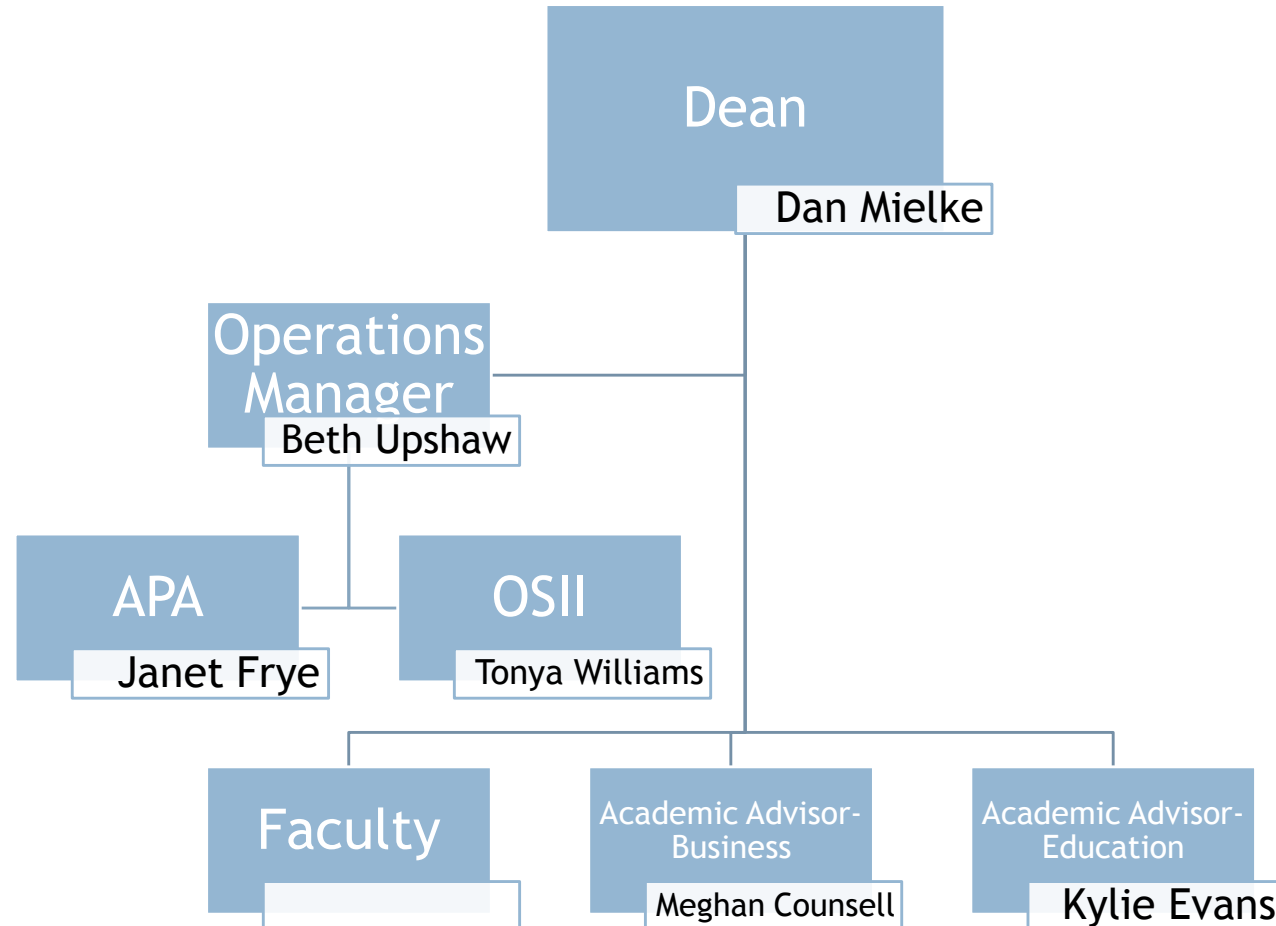 Dean
Dan Mielke
Operations
Manager
Beth Upshaw
APA
Janet Frye
OSII
Tonya Williams
Faculty
Academic Advisor-
Business
Meghan Counsell
Academic Advisor-
Education
Kylie Evans